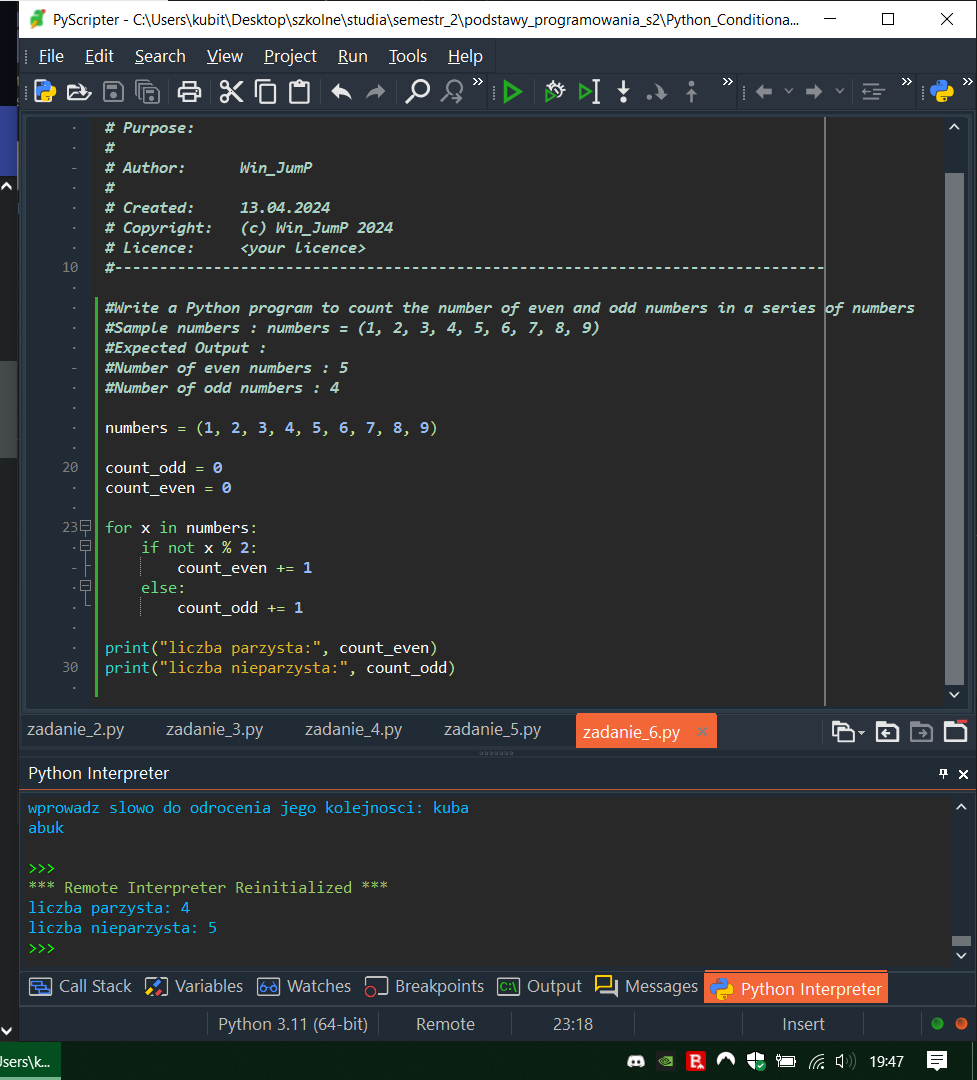 PyScripter - C:\Users\kubit\Desktop\szkolne\studia\semestr_2\podstawy_programowania_s2\Python_Conditiona...
File Edit Search View Project Run Tools Help
# Purpose:
#
# Author:      Win_JumP
#
# Created:     13.04.2024
# Copyright:   (c) Win_JumP 2024
# Licence:     <your licence>
10 #-------------------------------------------------------------------------------
#Write a Python program to count the number of even and odd numbers in a series of numbers
#Sample numbers : numbers = (1, 2, 3, 4, 5, 6, 7, 8, 9)
#Expected Output :
#Number of even numbers : 5
#Number of odd numbers : 4
numbers = (1, 2, 3, 4, 5, 6, 7, 8, 9)
20 count_odd = 0
count_even = 0
23 for x in numbers:
    if not x % 2:
        count_even += 1
    else:
        count_odd += 1
print("liczba parzysta:", count_even)
30 print("liczba nieparzysta:", count_odd)
zadanie_2.py zadanie_3.py zadanie_4.py zadanie_5.py zadanie_6.py ×
Python Interpreter
wprowadz slowo do odrocenia jego kolejnosci: kuba
abuk
>>>
*** Remote Interpreter Reinitialized ***
liczba parzysta: 4
liczba nieparzysta: 5
>>>
Call Stack Variables Watches Breakpoints C:\ Output Messages Python Interpreter
Python 3.11 (64-bit) Remote 23:18 Insert
Jsers\k... 19:47